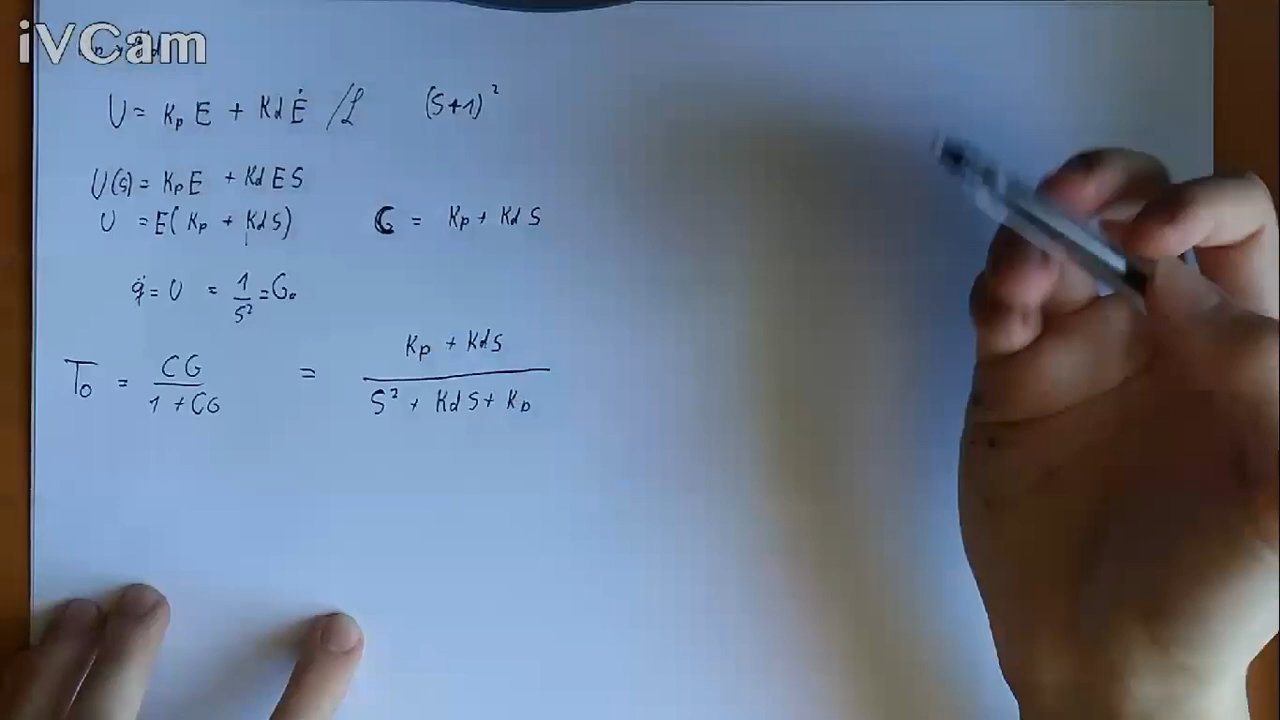 iVCam
U = Kp E + Kd Ė /ℒ (S+1)²
U(s) = Kp E + Kd E S
U = E( Kp + Kd S) C = Kp + Kd S
q̈ = U = 1/S² = G₀
T₀ = CG / 1 + CG = Kp + Kd S / S² + Kd S + Kp